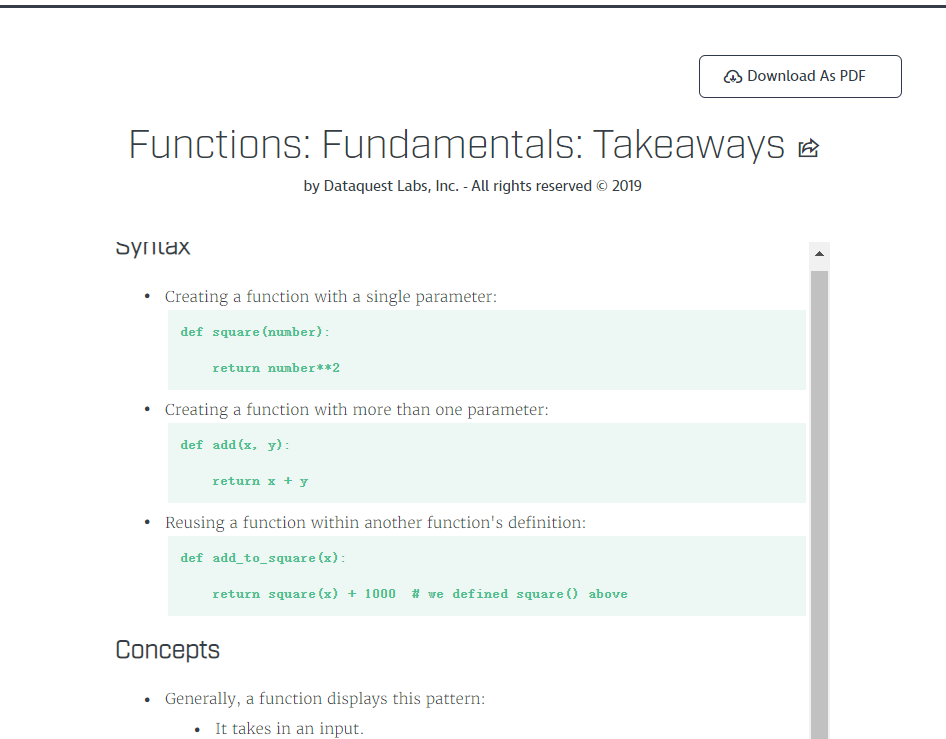 Download As PDF
Functions: Fundamentals: Takeaways
by Dataquest Labs, Inc. - All rights reserved © 2019
Syntax
• Creating a function with a single parameter:
def square(number):
    return number**2
• Creating a function with more than one parameter:
def add(x, y):
    return x + y
• Reusing a function within another function's definition:
def add_to_square(x):
    return square(x) + 1000  # we defined square() above
Concepts
• Generally, a function displays this pattern:
• It takes in an input.